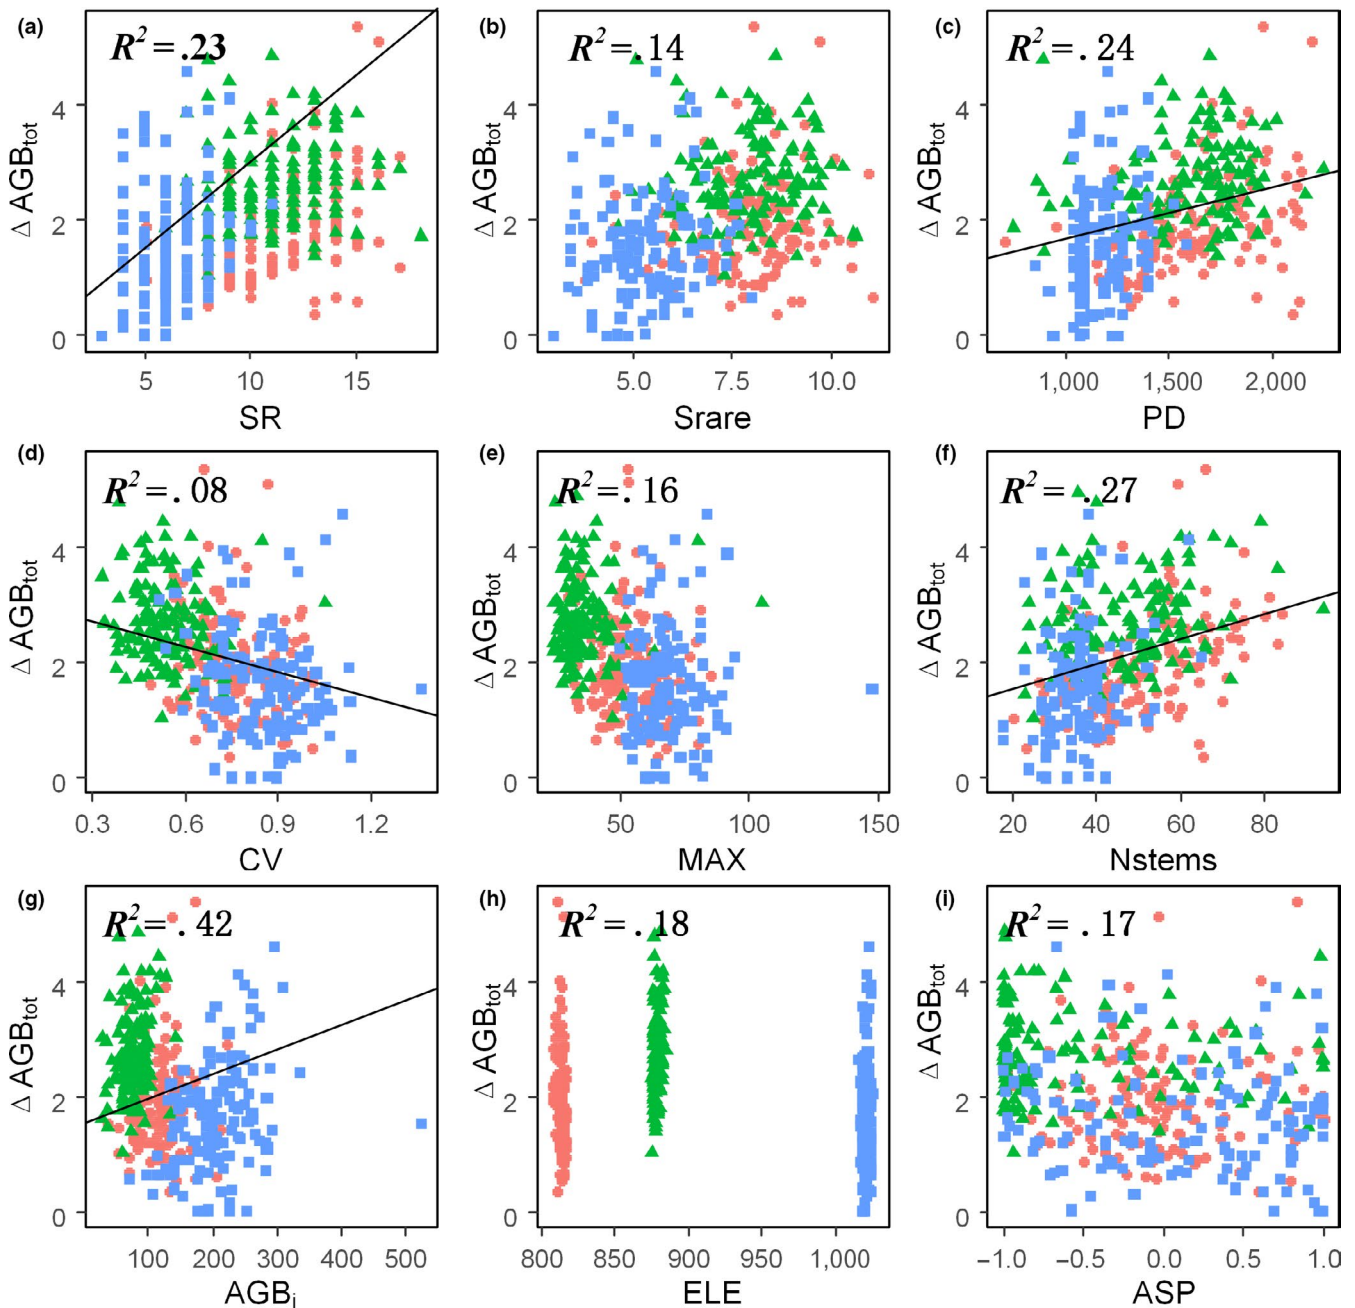 (a) R² = .23
4
2
0
Δ AGBtot
5 10 15
SR
(b) R² = .14
4
2
0
Δ AGBtot
5.0 7.5 10.0
Srare
(c) R² = . 24
4
2
0
Δ AGBtot
1,000 1,500 2,000
PD
(d) R² = . 08
4
2
0
Δ AGBtot
0.3 0.6 0.9 1.2
CV
(e) R² = . 16
4
2
0
Δ AGBtot
50 100 150
MAX
(f) R² = . 27
4
2
0
Δ AGBtot
20 40 60 80
Nstems
(g) R² = . 42
4
2
0
Δ AGBtot
100 200 300 400 500
AGBi
(h) R² = . 18
4
2
0
Δ AGBtot
800 850 900 950 1,000
ELE
(i) R² = . 17
4
2
0
Δ AGBtot
−1.0 −0.5 0.0 0.5 1.0
ASP